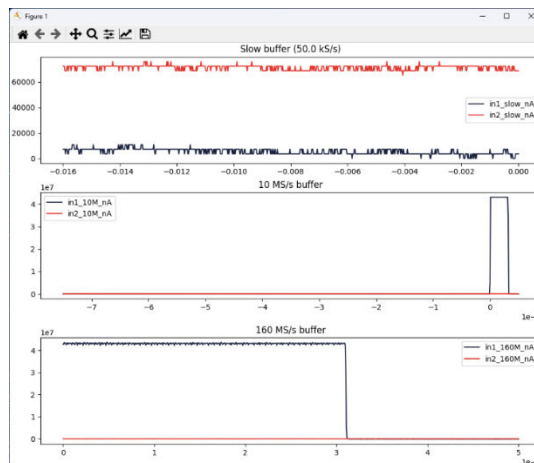 Figure 1
Slow buffer (50.0 kS/s)
60000
40000
20000
0
in1_slow_nA
in2_slow_nA
−0.016 −0.014 −0.012 −0.010 −0.008 −0.006 −0.004 −0.002 0.000
10 MS/s buffer
1e7
4
3
2
1
0
in1_10M_nA
in2_10M_nA
−7 −6 −5 −4 −3 −2 −1 0
160 MS/s buffer
1e7
4
3
2
1
0
in1_160M_nA
in2_160M_nA
0 1 2 3 4 5